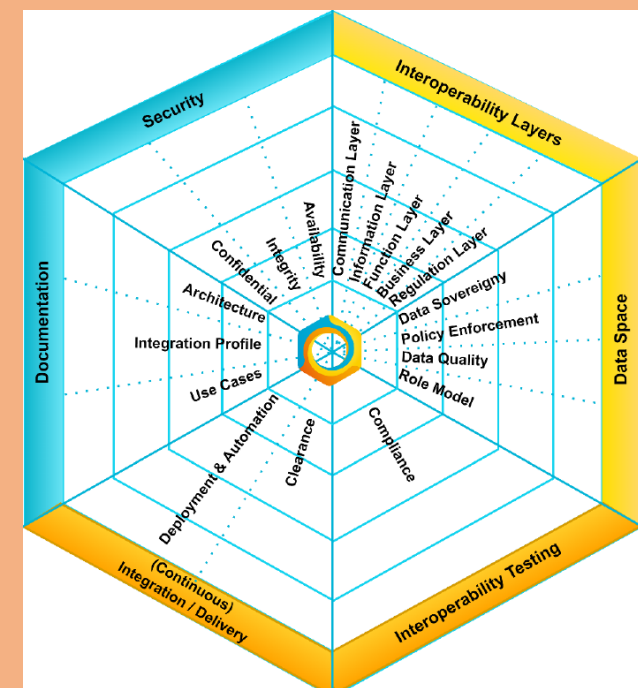 Security
Interoperability Layers
Documentation
Data Space
(Continuous)
Integration / Delivery
Interoperability Testing
Confidential
Integrity
Availability
Communication Layer
Information Layer
Function Layer
Business Layer
Regulation Layer
Architecture
Integration Profile
Use Cases
Data Sovereigny
Policy Enforcement
Data Quality
Role Model
Deployment & Automation
Clearance
Compliance